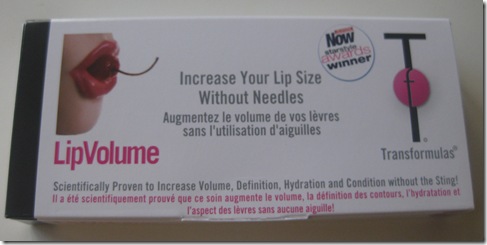 Now
starstyle
awards
winner
Increase Your Lip Size
Without Needles
Augmentez le volume de vos lèvres
sans l'utilisation d'aiguilles
LipVolume
Tft
Transformulas®
Scientifically Proven to Increase Volume, Definition, Hydration and Condition without the Sting!
Il a été scientifiquement prouvé que ce soin augmente le volume, la définition des contours, l'hydratation et
l'aspect des lèvres sans aucune aiguille!